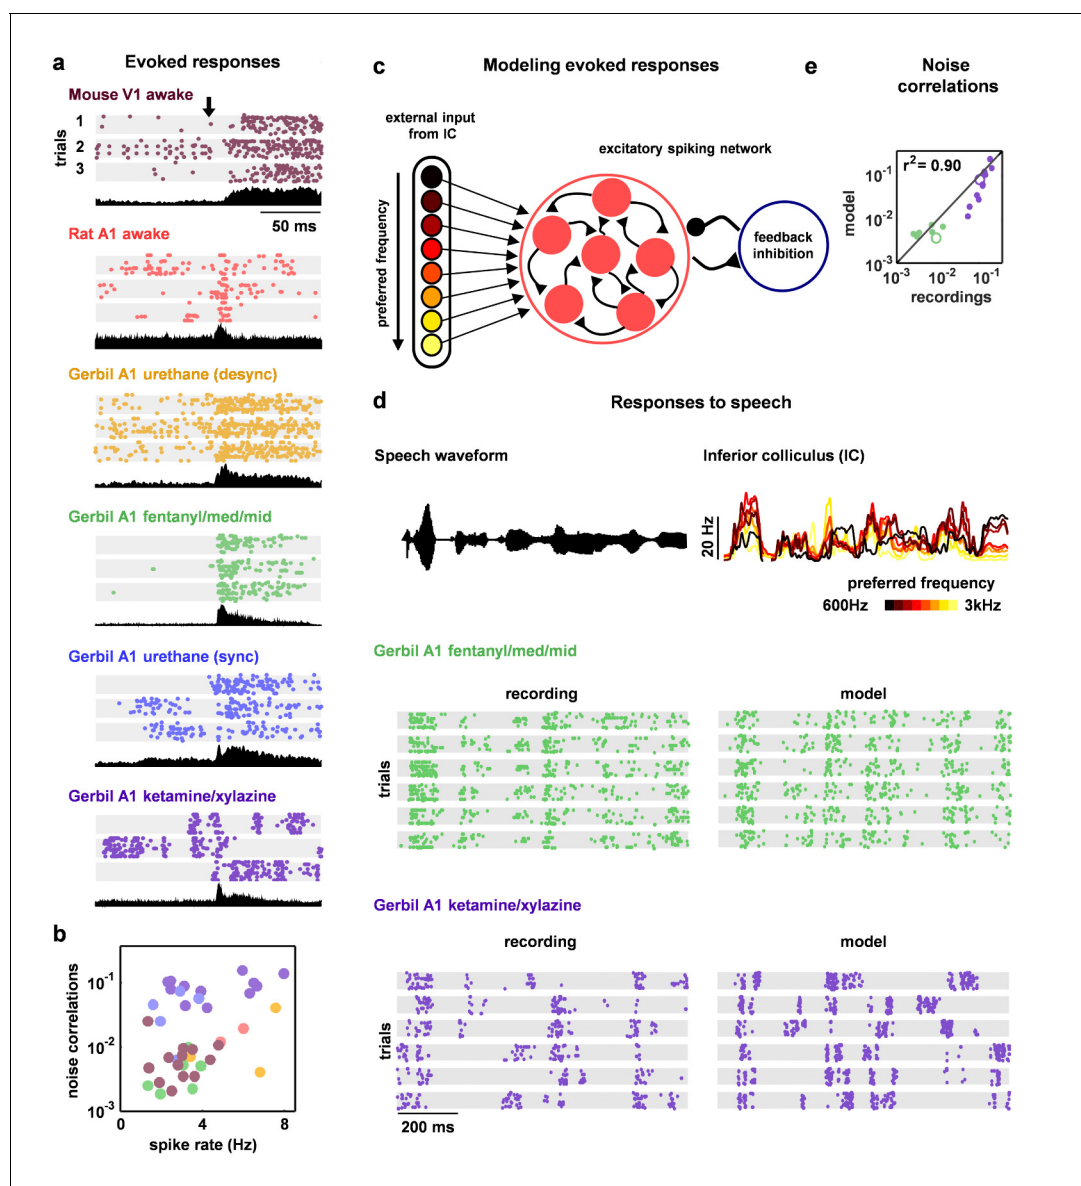 a
Evoked responses
Mouse V1 awake
trials
1
2
3
50 ms
Rat A1 awake
Gerbil A1 urethane (desync)
Gerbil A1 fentanyl/med/mid
Gerbil A1 urethane (sync)
Gerbil A1 ketamine/xylazine
b
noise correlations
10-1
10-2
10-3
0
4
8
spike rate (Hz)
c
Modeling evoked responses
external input
from IC
preferred frequency
excitatory spiking network
feedback
inhibition
d
Responses to speech
Speech waveform
Inferior colliculus (IC)
20 Hz
preferred frequency
600Hz
3kHz
Gerbil A1 fentanyl/med/mid
recording
model
trials
Gerbil A1 ketamine/xylazine
recording
model
trials
200 ms
e
Noise
correlations
r2= 0.90
model
10-1
10-2
10-3
10-3
10-2
10-1
recordings